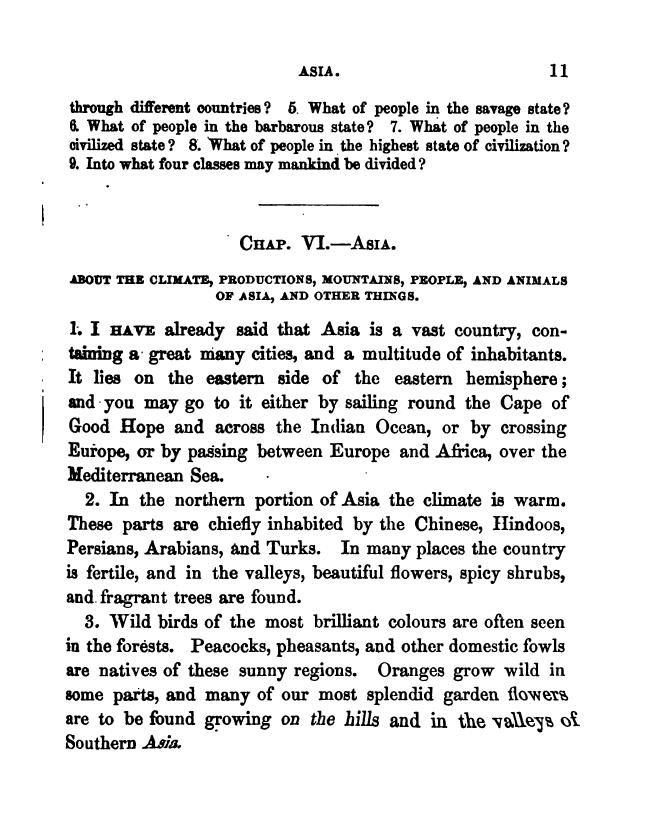 ASIA. 11
through different countries? 5. What of people in the savage state?
6. What of people in the barbarous state? 7. What of people in the
civilized state? 8. What of people in the highest state of civilization?
9. Into what four classes may mankind be divided?
CHAP. VI.—ASIA.
ABOUT THE CLIMATE, PRODUCTIONS, MOUNTAINS, PEOPLE, AND ANIMALS
OF ASIA, AND OTHER THINGS.
1. I HAVE already said that Asia is a vast country, con-
taining a great many cities, and a multitude of inhabitants.
It lies on the eastern side of the eastern hemisphere;
and you may go to it either by sailing round the Cape of
Good Hope and across the Indian Ocean, or by crossing
Europe, or by passing between Europe and Africa, over the
Mediterranean Sea.
2. In the northern portion of Asia the climate is warm.
These parts are chiefly inhabited by the Chinese, Hindoos,
Persians, Arabians, and Turks. In many places the country
is fertile, and in the valleys, beautiful flowers, spicy shrubs,
and fragrant trees are found.
3. Wild birds of the most brilliant colours are often seen
in the forests. Peacocks, pheasants, and other domestic fowls
are natives of these sunny regions. Oranges grow wild in
some parts, and many of our most splendid garden flowers
are to be found growing on the hills and in the valleys of
Southern Asia.